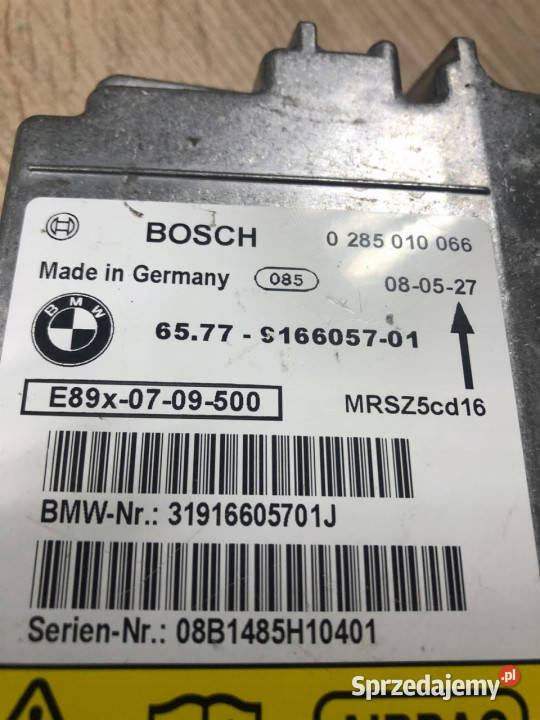 BOSCH 0 285 010 066
Made in Germany 085 08-05-27
BMW
65.77 - 9166057-01
E89x-07-09-500 MRSZ5cd16
BMW-Nr.: 31916605701J
Serien-Nr.: 08B1485H10401
Sprzedajemy.pl